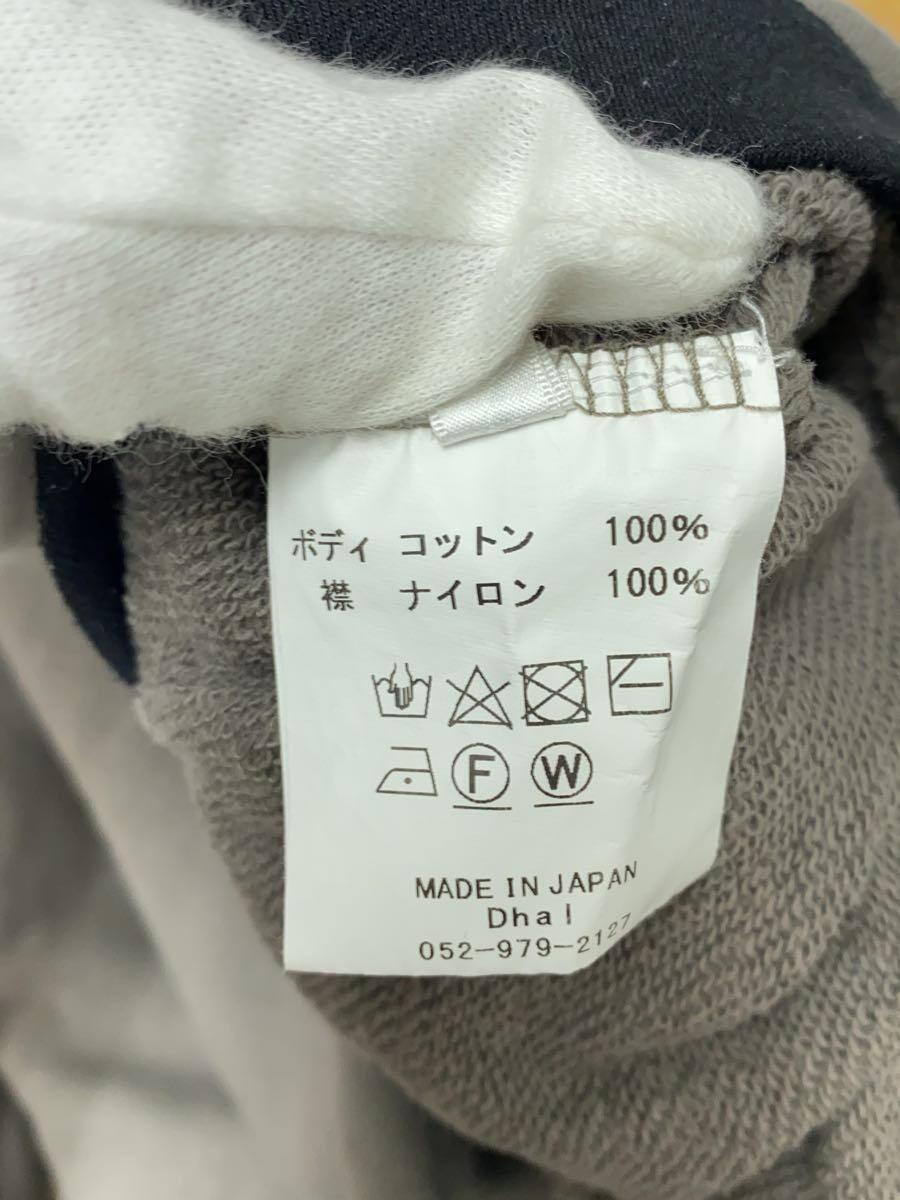 ボディ コットン 100%
襟 ナイロン 100%
F W
MADE IN JAPAN
Dhal
052-979-2127